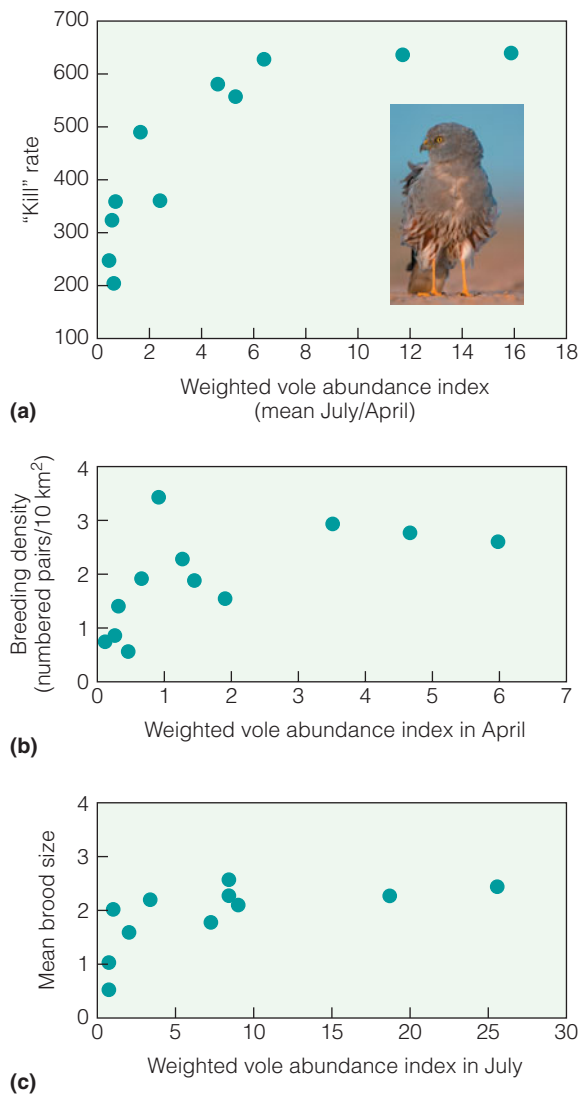 700
600
500
400
300
200
100
"Kill" rate
0 2 4 6 8 10 12 14 16 18
Weighted vole abundance index
(mean July/April)
(a)
4
3
2
1
0
Breeding density
(numbered pairs/10 km²)
0 1 2 3 4 5 6 7
Weighted vole abundance index in April
(b)
4
3
2
1
0
Mean brood size
0 5 10 15 20 25 30
Weighted vole abundance index in July
(c)